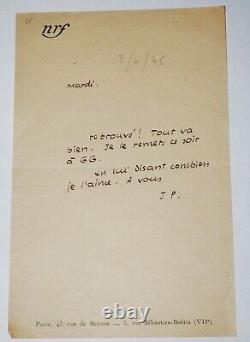 nrf
3/4/46
mardi.
retrouvé! Tout va
bien. Je le remets ce soir
à GG.
en lui disant combien
je l'aime. À vous
J P.
Paris, 43, rue de Beaune — 5, rue Sébastien-Bottin (VIIᵉ)